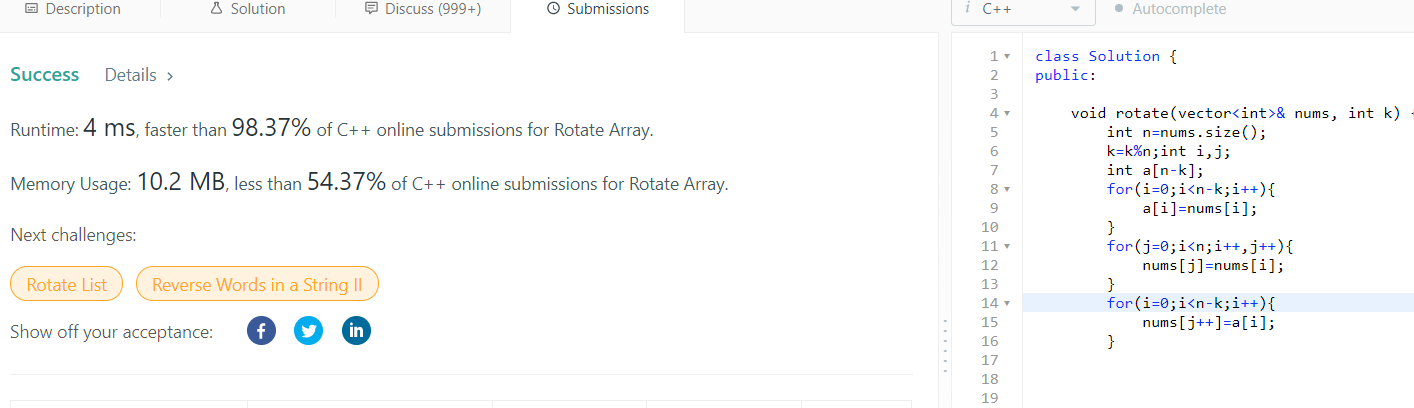 Description Solution Discuss (999+) Submissions
i C++ Autocomplete
Success Details >
Runtime: 4 ms, faster than 98.37% of C++ online submissions for Rotate Array.
Memory Usage: 10.2 MB, less than 54.37% of C++ online submissions for Rotate Array.
Next challenges:
Rotate List Reverse Words in a String II
Show off your acceptance: f in
1 class Solution {
2 public:
3
4 void rotate(vector<int>& nums, int k) {
5 int n=nums.size();
6 k=k%n;int i,j;
7 int a[n-k];
8 for(i=0;i<n-k;i++){
9 a[i]=nums[i];
10 }
11 for(j=0;i<n;i++,j++){
12 nums[j]=nums[i];
13 }
14 for(i=0;i<n-k;i++){
15 nums[j++]=a[i];
16 }
17
18
19